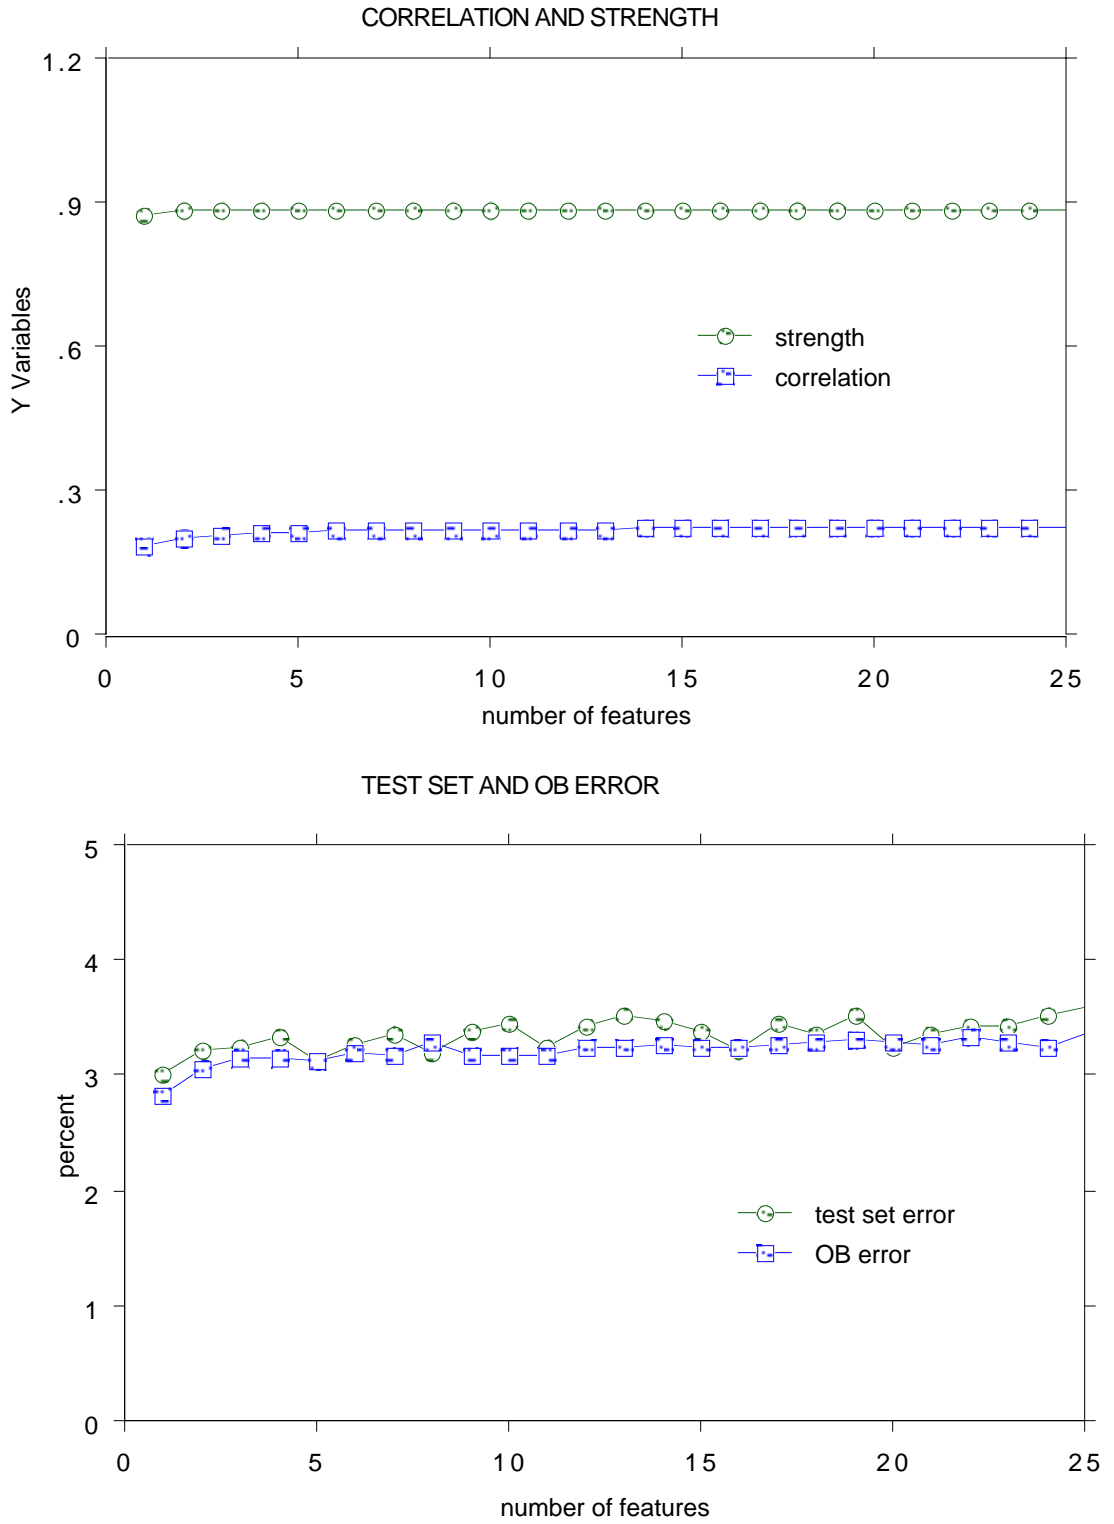 CORRELATION AND STRENGTH
1.2
.9
.6
.3
0
Y Variables
strength
correlation
0 5 10 15 20 25
number of features
TEST SET AND OB ERROR
5
4
3
2
1
0
percent
test set error
OB error
0 5 10 15 20 25
number of features